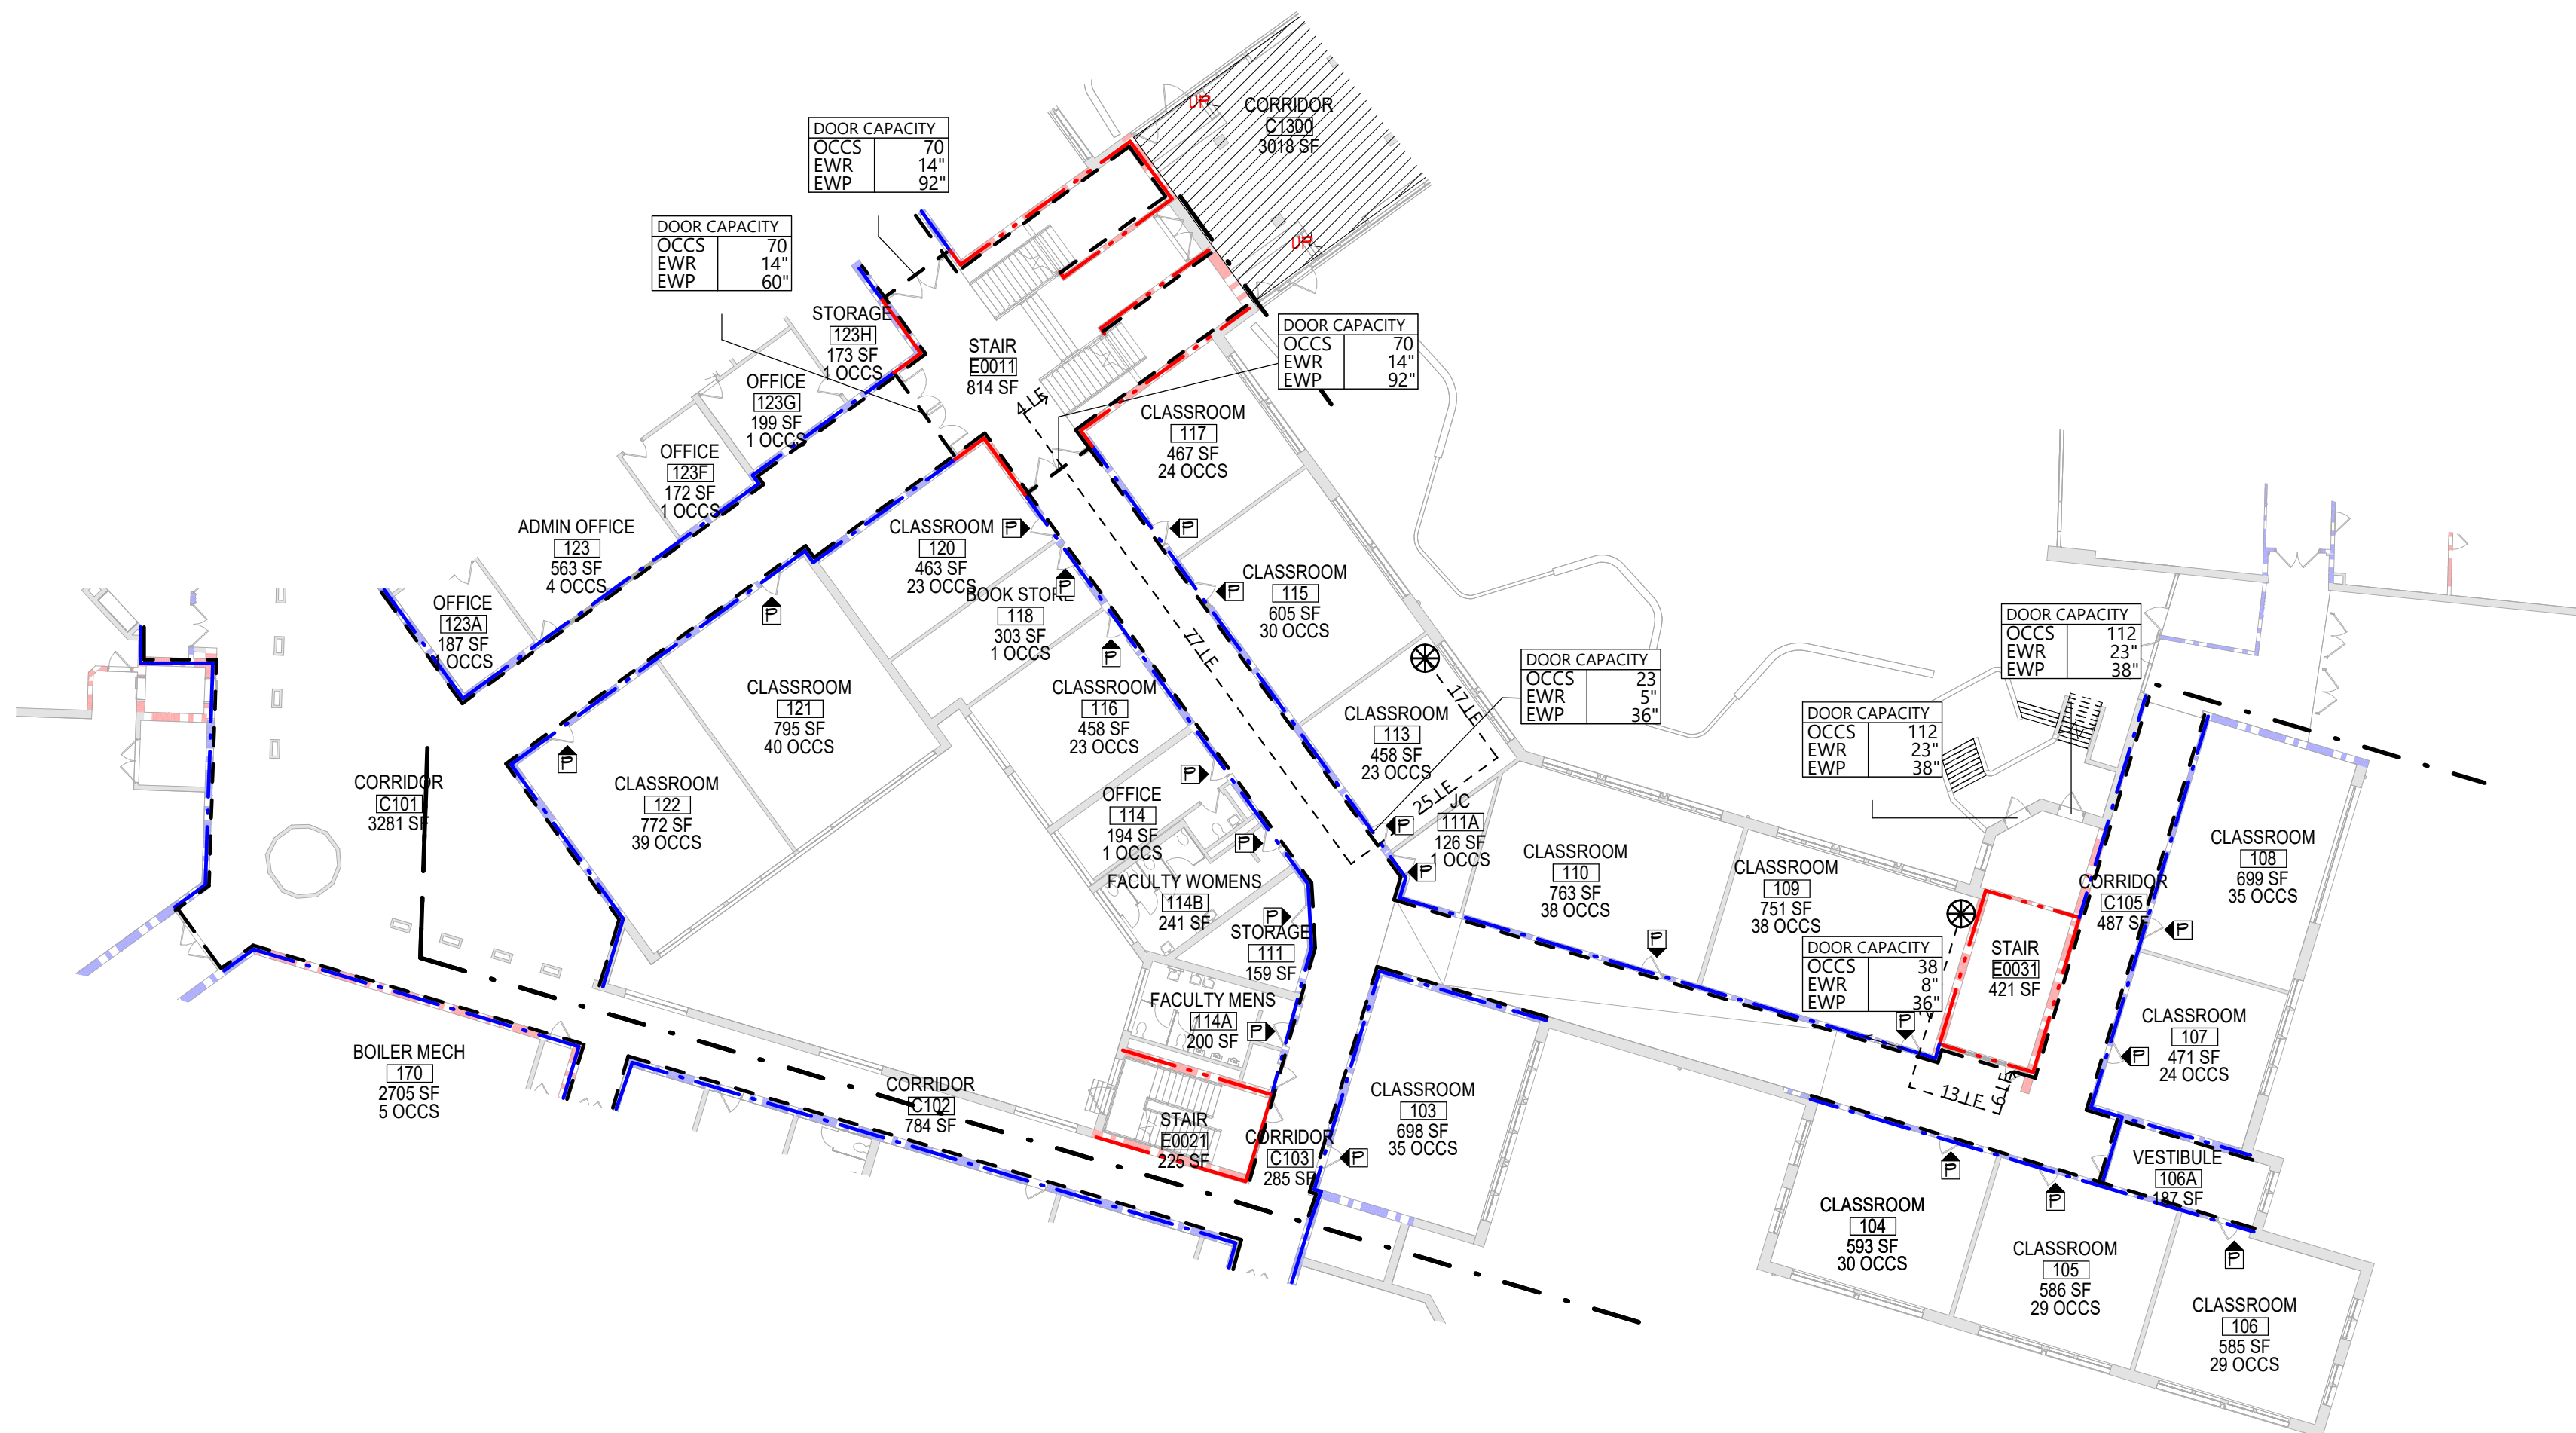 UP
CORRIDOR
C1300
3018 SF
UP
DOOR CAPACITY
OCCS 70
EWR 14"
EWP 92"
DOOR CAPACITY
OCCS 70
EWR 14"
EWP 60"
STORAGE
123H
173 SF
1 OCCS
STAIR
E0011
814 SF
4 LF
DOOR CAPACITY
OCCS 70
EWR 14"
EWP 92"
OFFICE
123G
199 SF
1 OCCS
OFFICE
123F
172 SF
1 OCCS
CLASSROOM
117
467 SF
24 OCCS
ADMIN OFFICE
123
563 SF
4 OCCS
CLASSROOM
120
463 SF
23 OCCS
P
P
P
P
P
P
BOOK STORE
118
303 SF
1 OCCS
CLASSROOM
115
605 SF
30 OCCS
OFFICE
123A
187 SF
1 OCCS
77 LF
17 LF
25 LF
DOOR CAPACITY
OCCS 23
EWR 5"
EWP 36"
DOOR CAPACITY
OCCS 112
EWR 23"
EWP 38"
DOOR CAPACITY
OCCS 112
EWR 23"
EWP 38"
CLASSROOM
121
795 SF
40 OCCS
CLASSROOM
116
458 SF
23 OCCS
CLASSROOM
113
458 SF
23 OCCS
P
P
P
P
P
CORRIDOR
C101
3281 SF
CLASSROOM
122
772 SF
39 OCCS
OFFICE
114
194 SF
1 OCCS
JC
111A
126 SF
1 OCCS
CLASSROOM
110
763 SF
38 OCCS
CLASSROOM
109
751 SF
38 OCCS
CLASSROOM
108
699 SF
35 OCCS
FACULTY WOMENS
114B
241 SF
P
STORAGE
111
159 SF
P
CORRIDOR
C105
487 SF
P
DOOR CAPACITY
OCCS 38
EWR 8"
EWP 36"
STAIR
E0031
421 SF
P
FACULTY MENS
114A
200 SF
P
CLASSROOM
107
471 SF
24 OCCS
P
BOILER MECH
170
2705 SF
5 OCCS
CORRIDOR
C102
784 SF
STAIR
E0021
225 SF
CORRIDOR
C103
285 SF
CLASSROOM
103
698 SF
35 OCCS
P
13 LF
6 LF
P
P
VESTIBULE
106A
187 SF
P
CLASSROOM
104
593 SF
30 OCCS
CLASSROOM
105
586 SF
29 OCCS
CLASSROOM
106
585 SF
29 OCCS